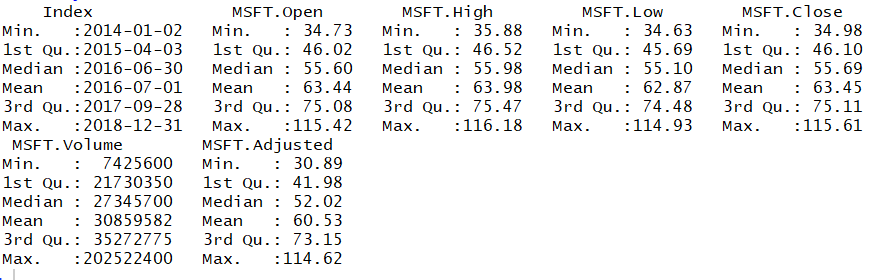 Index              MSFT.Open        MSFT.High         MSFT.Low        MSFT.Close
Min.   :2014-01-02   Min.   : 34.73   Min.   : 35.88   Min.   : 34.63   Min.   : 34.98
1st Qu.:2015-04-03   1st Qu.: 46.02   1st Qu.: 46.52   1st Qu.: 45.69   1st Qu.: 46.10
Median :2016-06-30   Median : 55.60   Median : 55.98   Median : 55.10   Median : 55.69
Mean   :2016-07-01   Mean   : 63.44   Mean   : 63.98   Mean   : 62.87   Mean   : 63.45
3rd Qu.:2017-09-28   3rd Qu.: 75.08   3rd Qu.: 75.47   3rd Qu.: 74.48   3rd Qu.: 75.11
Max.   :2018-12-31   Max.   :115.42   Max.   :116.18   Max.   :114.93   Max.   :115.61
 MSFT.Volume        MSFT.Adjusted
Min.   :  7425600   Min.   : 30.89
1st Qu.: 21730350   1st Qu.: 41.98
Median : 27345700   Median : 52.02
Mean   : 30859582   Mean   : 60.53
3rd Qu.: 35272775   3rd Qu.: 73.15
Max.   :202522400   Max.   :114.62